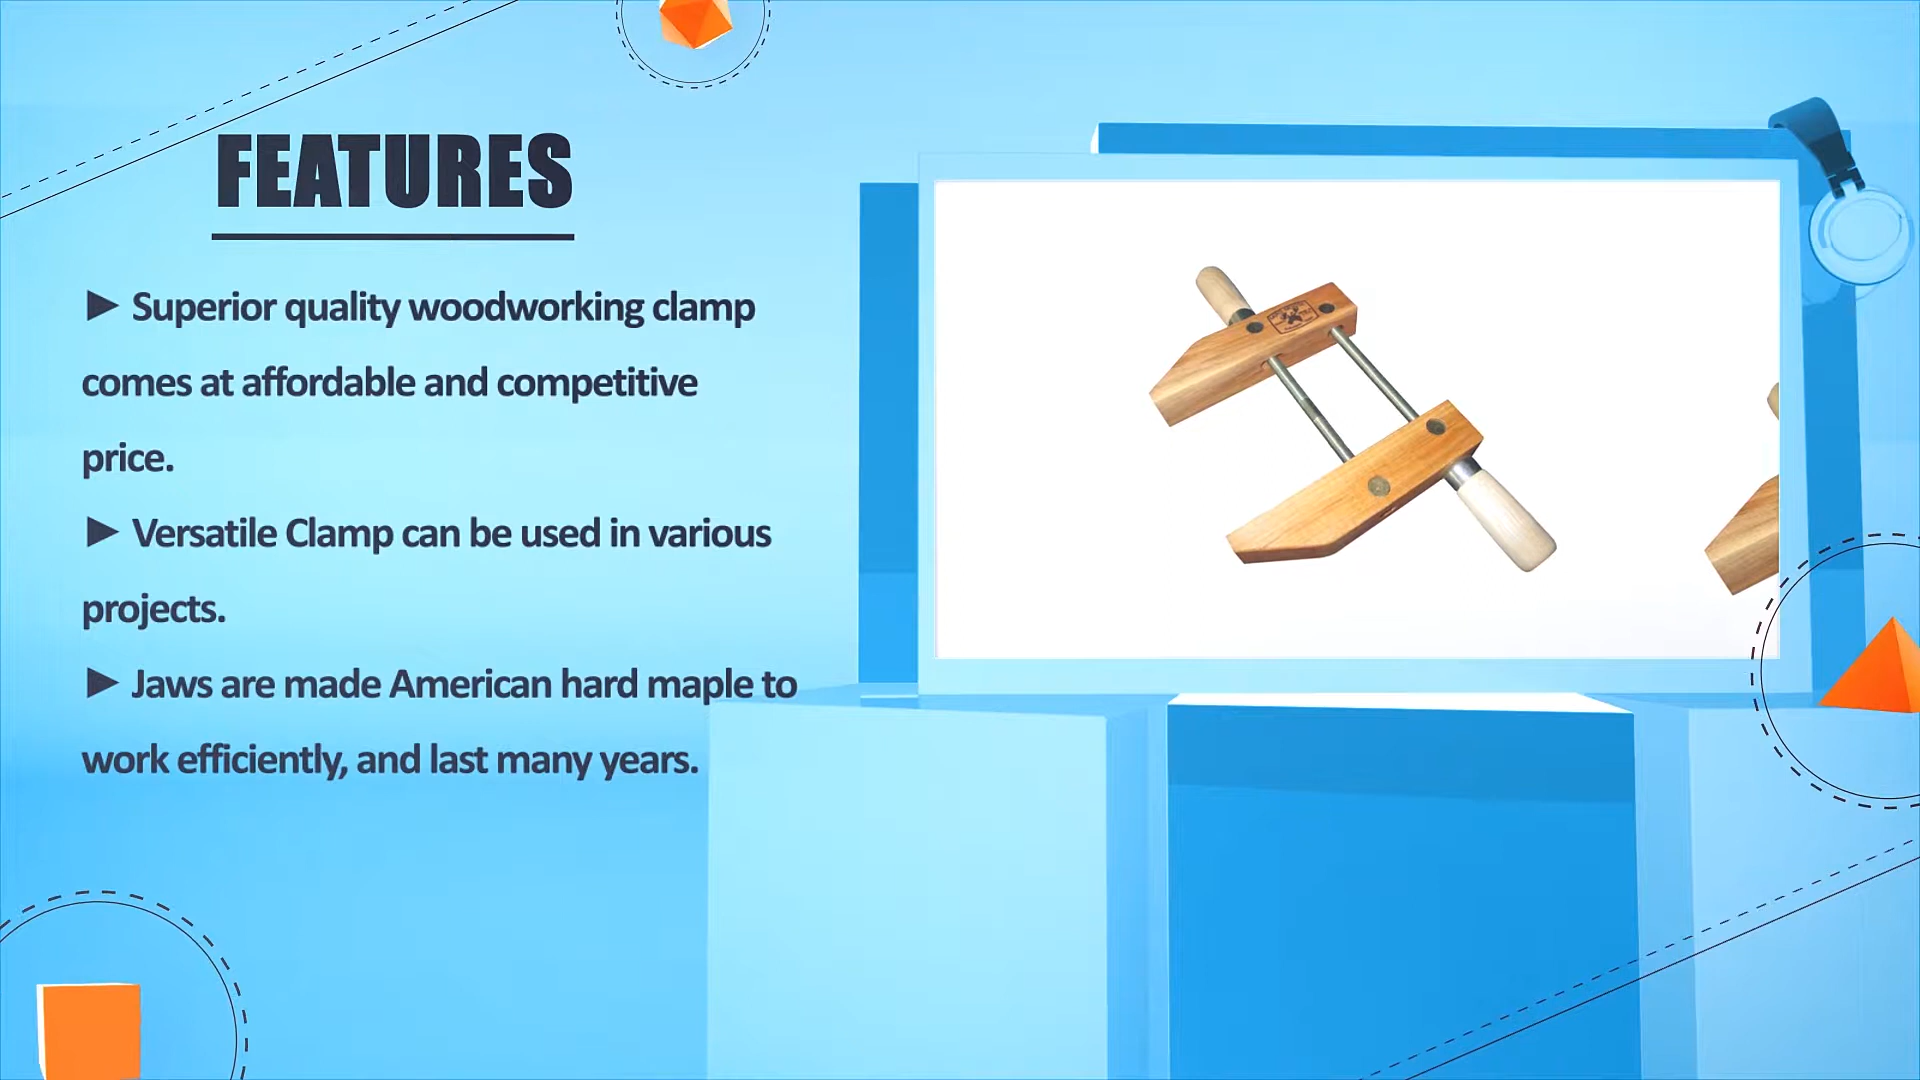 FEATURES
► Superior quality woodworking clamp
comes at affordable and competitive
price.
► Versatile Clamp can be used in various
projects.
► Jaws are made American hard maple to
work efficiently, and last many years.